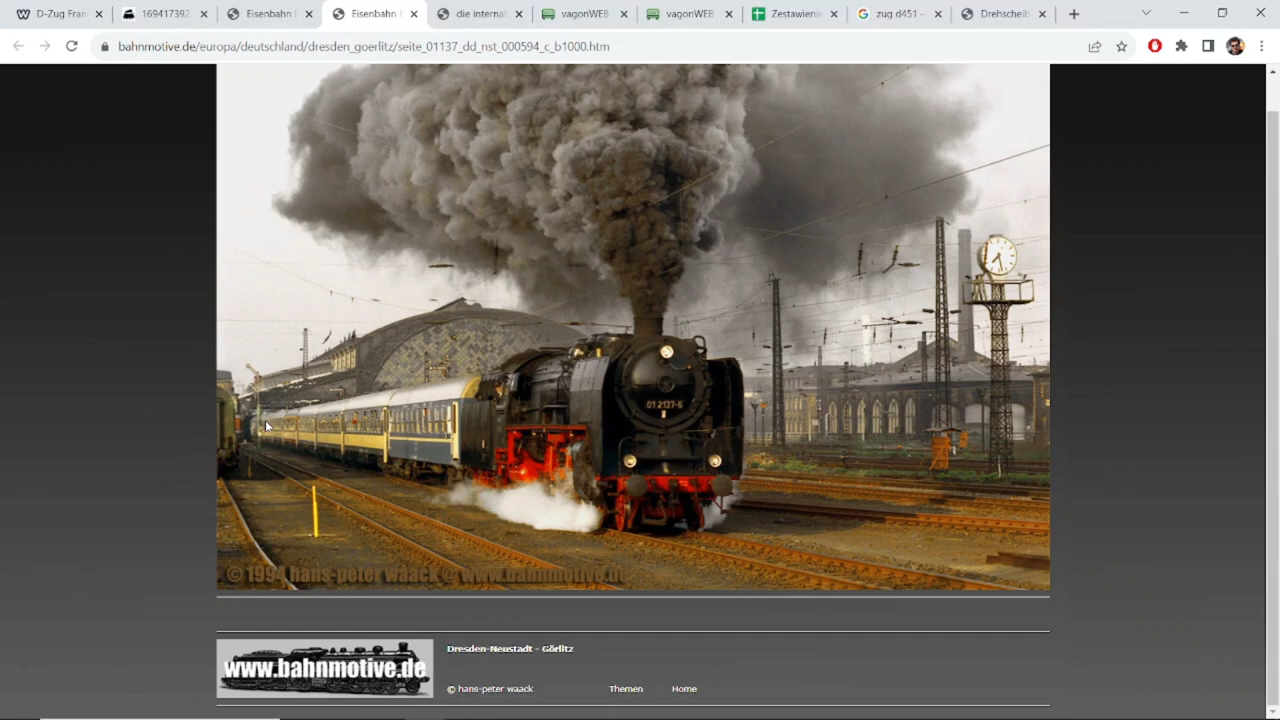 D-Zug Fran
169417392
Eisenbahn
Eisenbahn
die internat
vagonWEB
vagonWEB
Zestawienie
zug d451 –
Drehscheib
bahnmotive.de/europa/deutschland/dresden_goerlitz/seite_01137_dd_nst_000594_c_b1000.htm
01 2137-6
© 1994 hans-peter waack @ www.bahnmotive.de
www.bahnmotive.de
Dresden-Neustadt - Görlitz
© hans-peter waack
Themen
Home